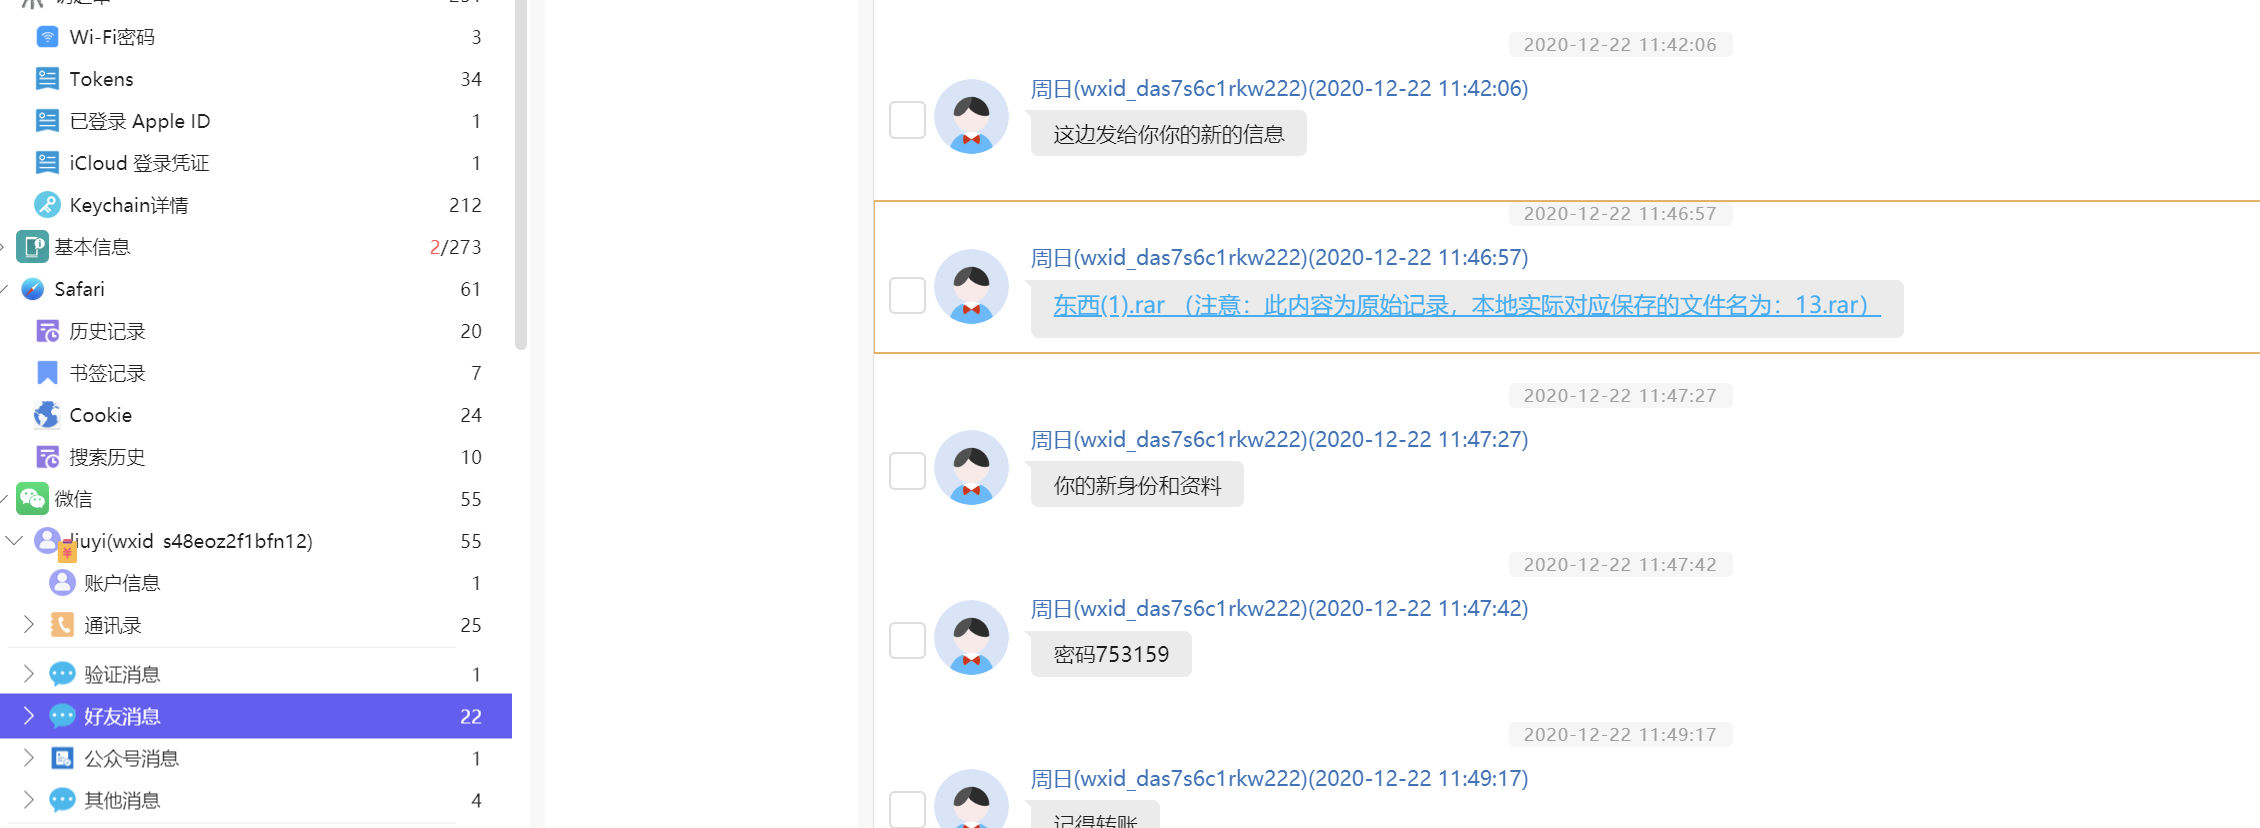 Wi-Fi密码 3
Tokens 34
已登录 Apple ID 1
iCloud 登录凭证 1
Keychain详情 212
基本信息 2/273
Safari 61
历史记录 20
书签记录 7
Cookie 24
搜索历史 10
微信 55
liuyi(wxid_s48eoz2f1bfn12) 55
账户信息 1
通讯录 25
验证消息 1
好友消息 22
公众号消息 1
其他消息 4
2020-12-22 11:42:06
周日(wxid_das7s6c1rkw222)(2020-12-22 11:42:06)
这边发给你你的新的信息
2020-12-22 11:46:57
周日(wxid_das7s6c1rkw222)(2020-12-22 11:46:57)
东西(1).rar （注意：此内容为原始记录，本地实际对应保存的文件名为：13.rar）
2020-12-22 11:47:27
周日(wxid_das7s6c1rkw222)(2020-12-22 11:47:27)
你的新身份和资料
2020-12-22 11:47:42
周日(wxid_das7s6c1rkw222)(2020-12-22 11:47:42)
密码753159
2020-12-22 11:49:17
周日(wxid_das7s6c1rkw222)(2020-12-22 11:49:17)
记得转账